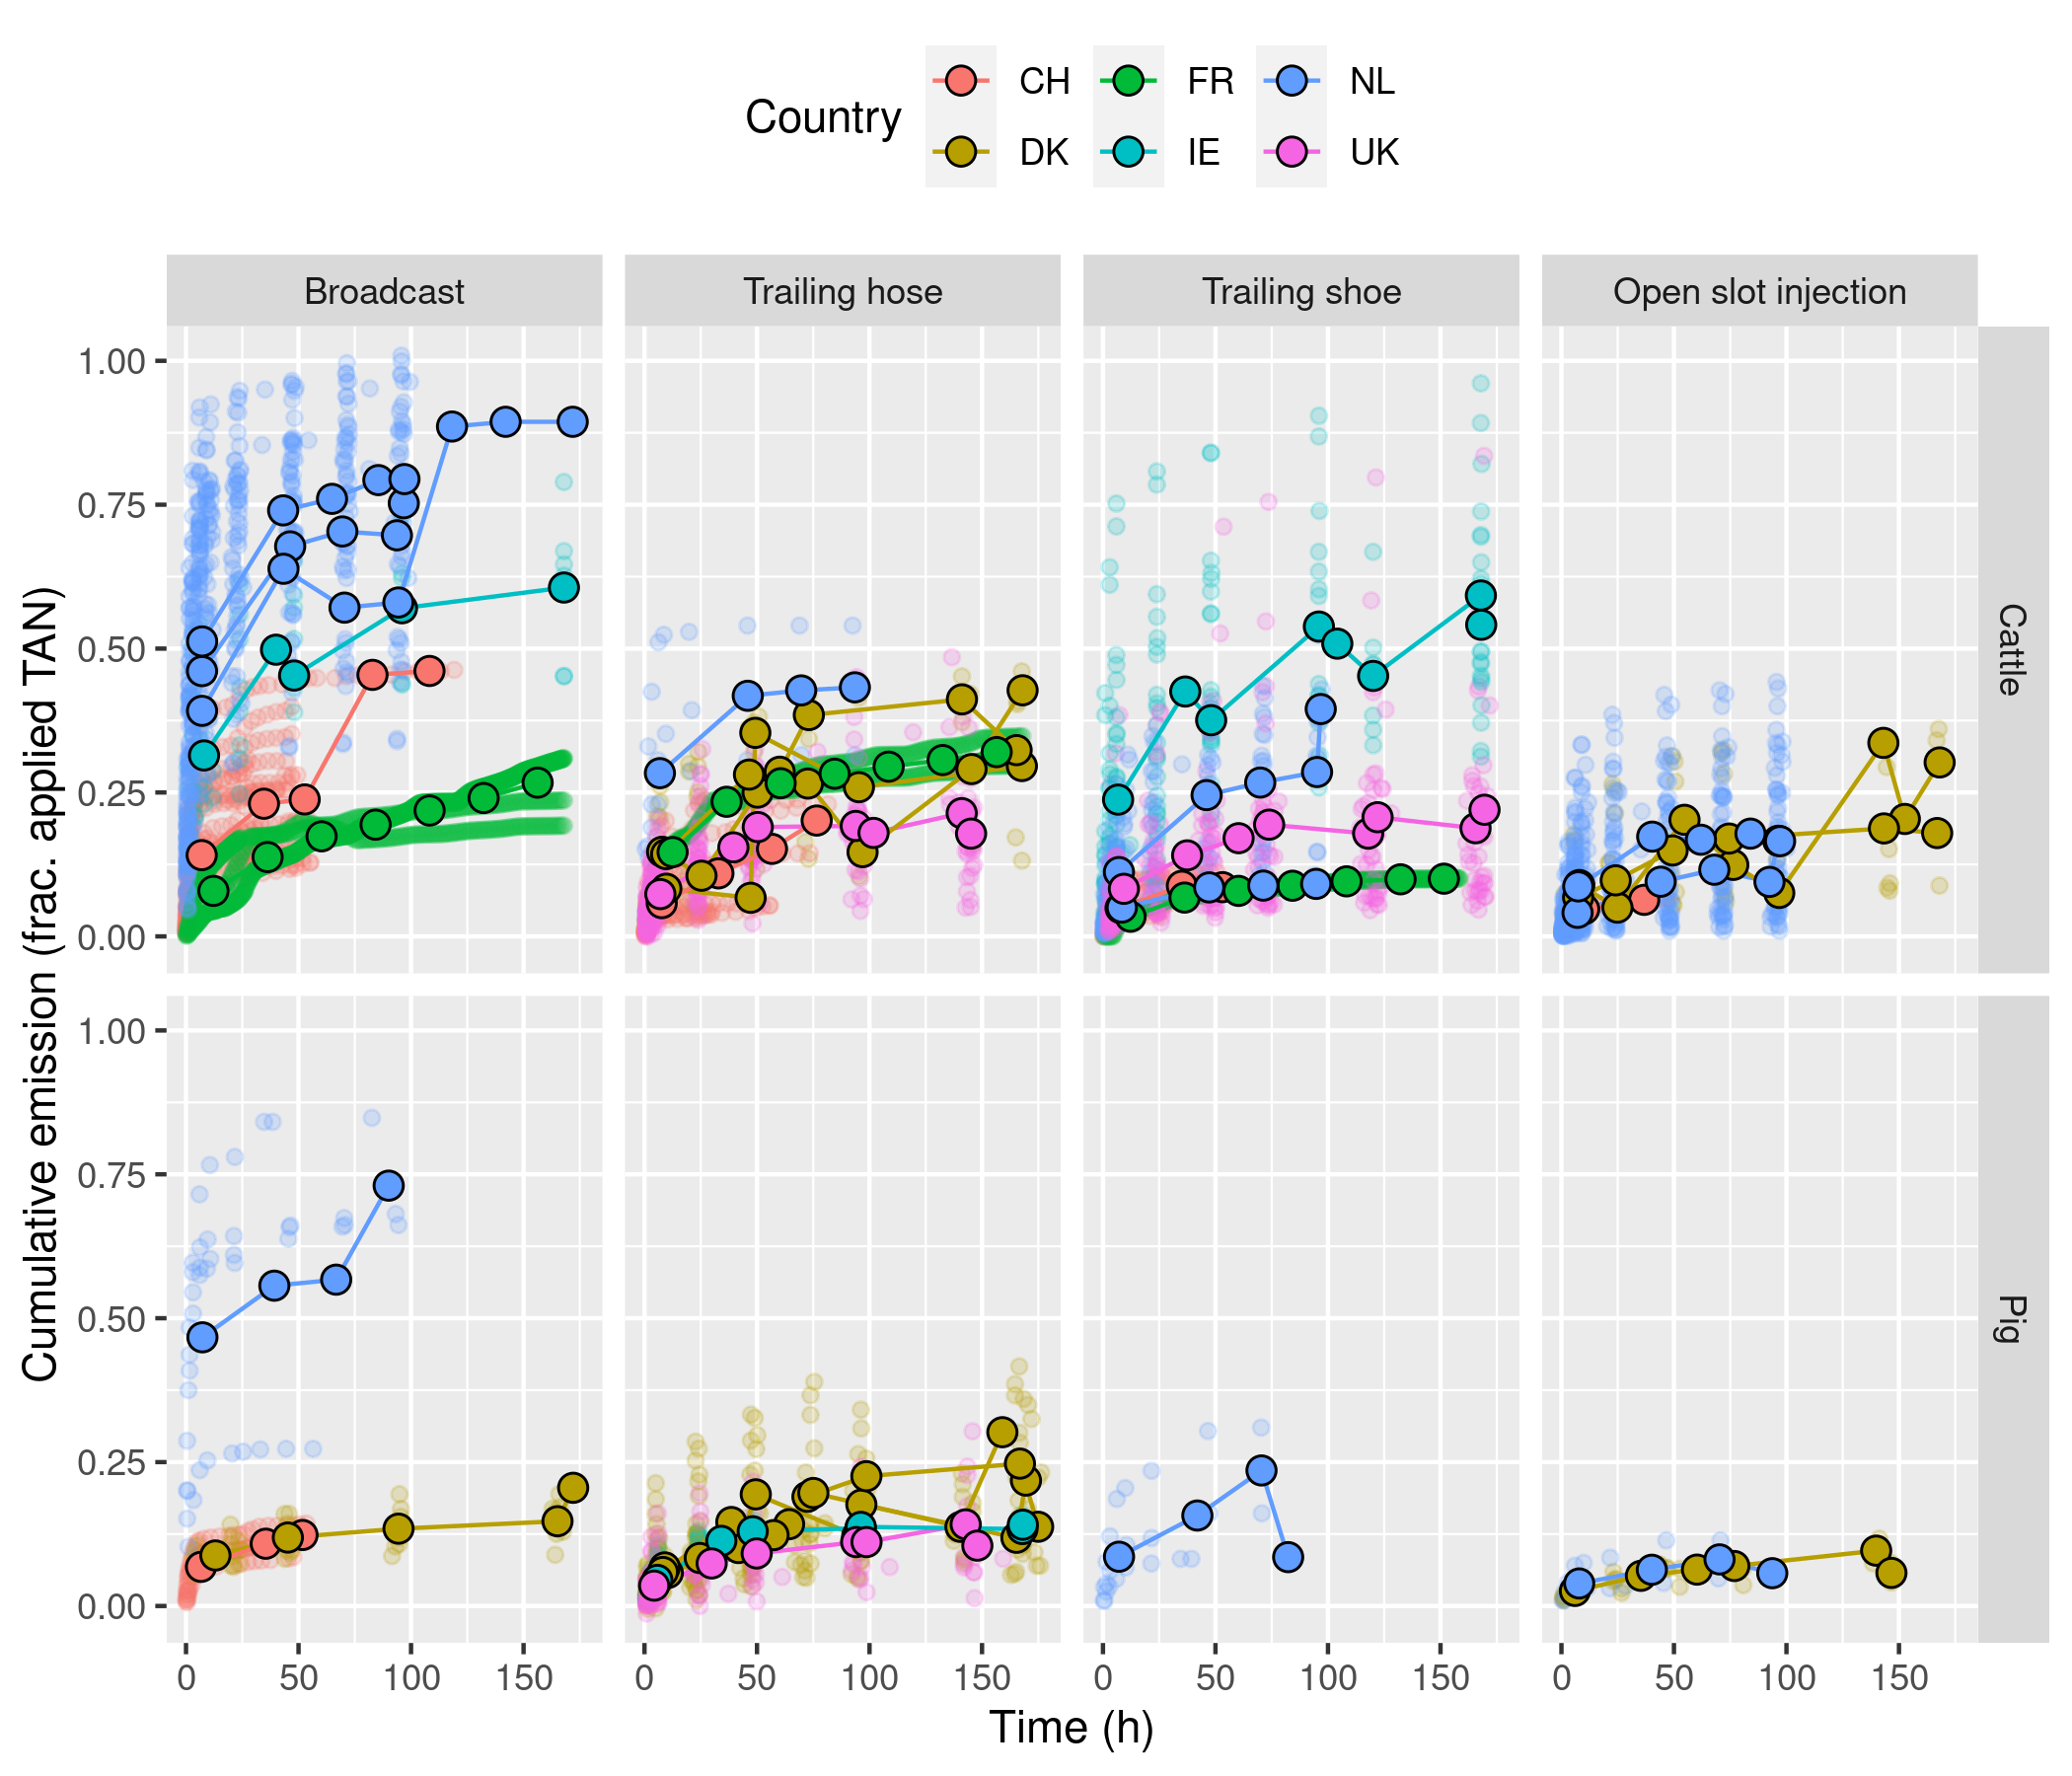 Country
CH
FR
NL
DK
IE
UK
Broadcast
Trailing hose
Trailing shoe
Open slot injection
Cumulative emission (frac. applied TAN)
1.00
0.75
0.50
0.25
0.00
Cattle
1.00
0.75
0.50
0.25
0.00
Pig
0 50 100 150
0 50 100 150
0 50 100 150
0 50 100 150
Time (h)